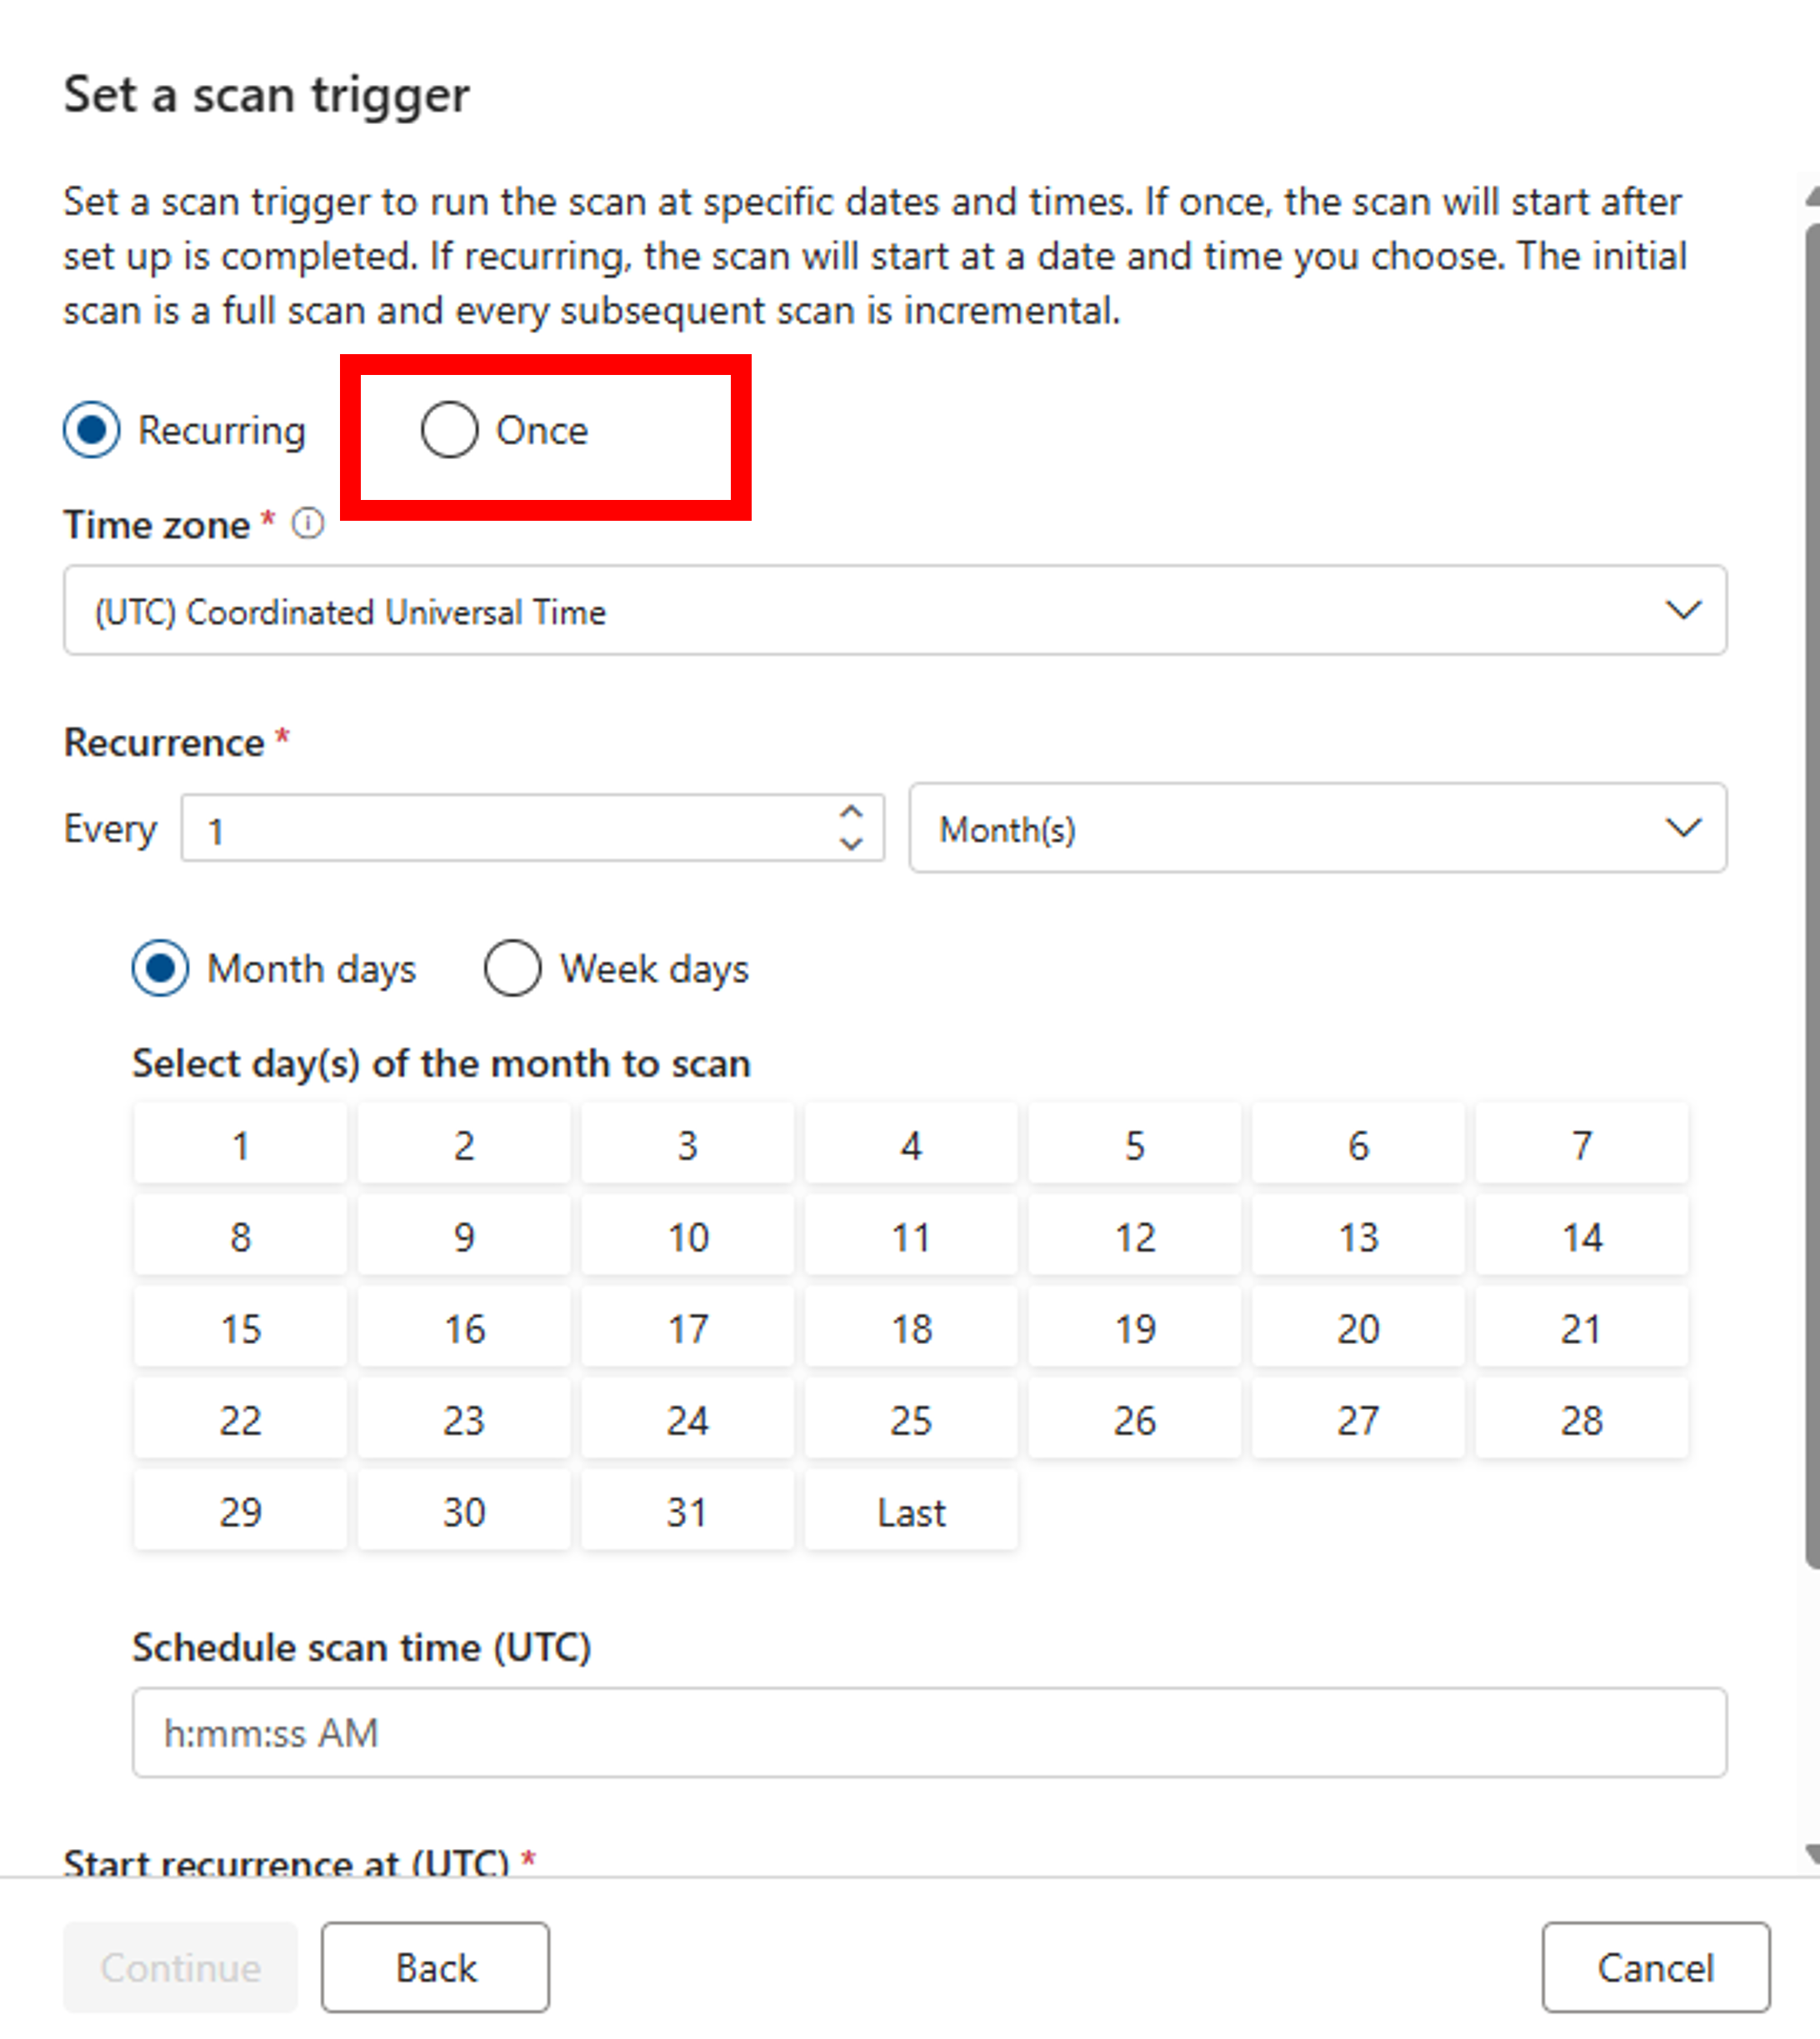 Set a scan trigger
Set a scan trigger to run the scan at specific dates and times. If once, the scan will start after
set up is completed. If recurring, the scan will start at a date and time you choose. The initial
scan is a full scan and every subsequent scan is incremental.
Recurring Once
Time zone *
(UTC) Coordinated Universal Time
Recurrence *
Every 1 Month(s)
Month days Week days
Select day(s) of the month to scan
1 2 3 4 5 6 7
8 9 10 11 12 13 14
15 16 17 18 19 20 21
22 23 24 25 26 27 28
29 30 31 Last
Schedule scan time (UTC)
h:mm:ss AM
Start recurrence at (UTC) *
Continue Back Cancel